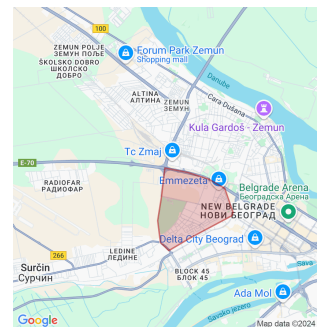 100
ZEMUN POLJE
ЗЕМУН ПОЉЕ
Forum Park Zemun
Shopping mall
ŠKOLSKO DOBRO
ШКОЛСКО
ДОБРО
Danube
ALTINA
АЛТИНА
ZEMUN
ЗЕМУН
Cara Dušana
Kula Gardoš - Zemun
Tc Zmaj
E-70
Emmezeta
RADIOFAR
РАДИОФАР
Belgrade Arena
Београдска Арена
NEW BELGRADE
НОВИ БЕОГРАД
Delta City Beograd
LEDINE
ЛЕДИНЕ
266
Surčin
Сурчин
BLOCK 45
БЛОК 45
Sava
Savsko jezero
Ada Mol
Google
Map data ©2024